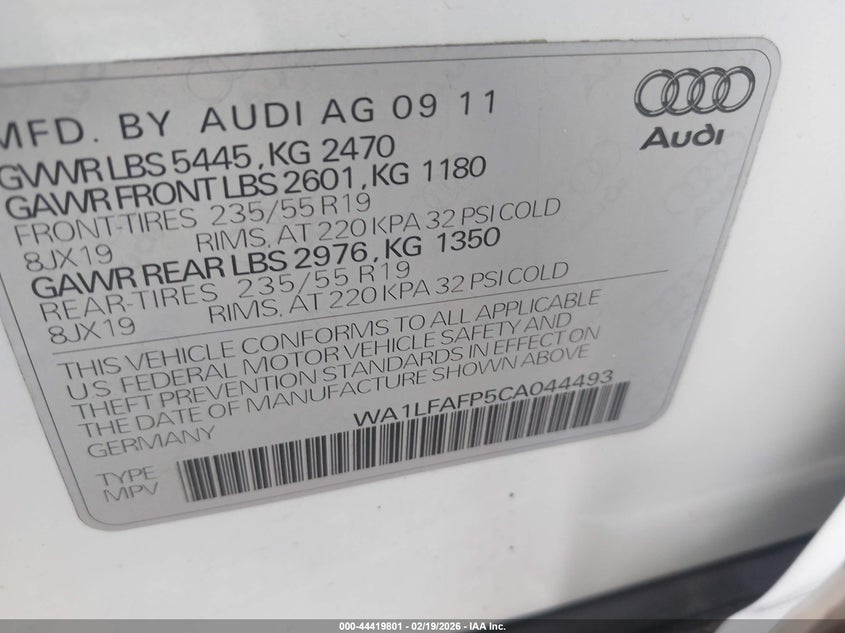 MFD. BY AUDI AG 09 11
GVWR LBS 5445, KG 2470
GAWR FRONT LBS 2601, KG 1180
FRONT-TIRES 235/55 R19
8JX19 RIMS, AT 220 KPA 32 PSI COLD
GAWR REAR LBS 2976, KG 1350
REAR-TIRES 235/55 R19
8JX19 RIMS, AT 220 KPA 32 PSI COLD
Audi
THIS VEHICLE CONFORMS TO ALL APPLICABLE
U.S. FEDERAL MOTOR VEHICLE SAFETY AND
THEFT PREVENTION STANDARDS IN EFFECT ON
THE DATE OF MANUFACTURE SHOWN ABOVE
GERMANY WA1LFAFP5CA044493
TYPE
MPV
000-44419801 - 02/19/2026 - IAA Inc.